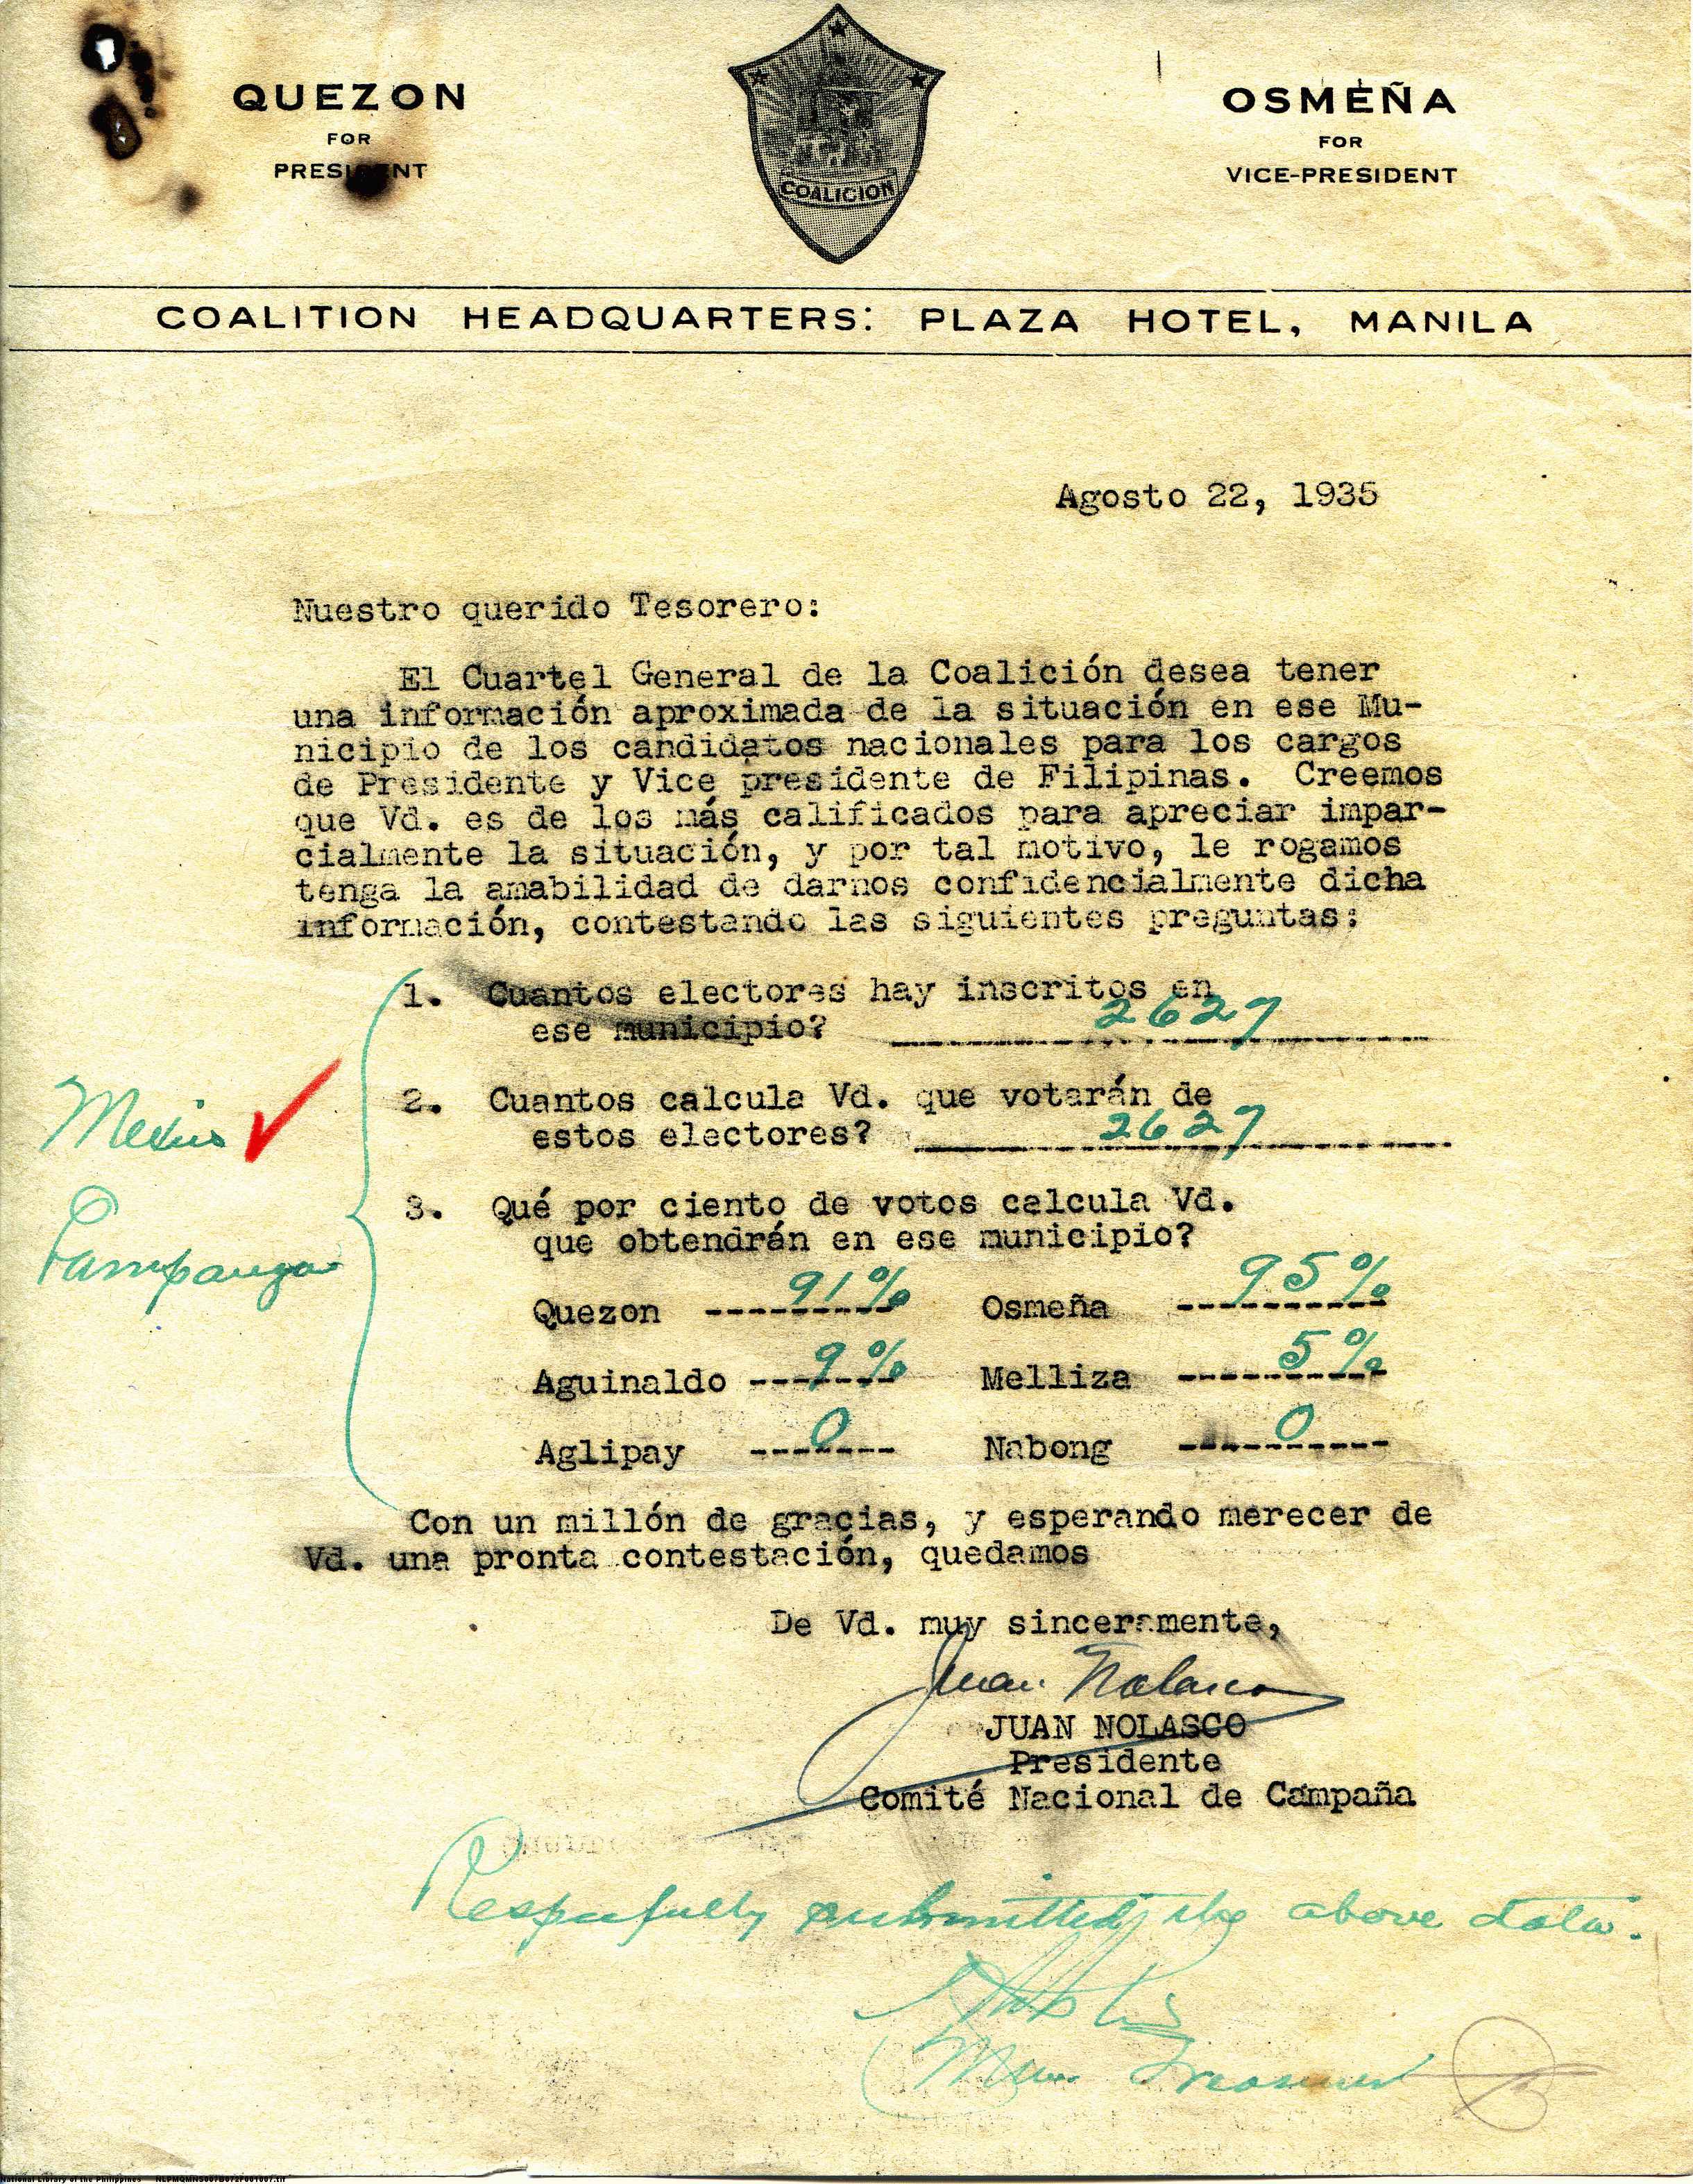 QUEZON
FOR
PRESIDENT
COALICION
OSMEÑA
FOR
VICE-PRESIDENT
COALITION HEADQUARTERS: PLAZA HOTEL, MANILA
Agosto 22, 1935
Nuestro querido Tesorero:
El Cuartel General de la Coalición desea tener
una información aproximada de la situación en ese Mu-
nicipio de los candidatos nacionales para los cargos
de Presidente y Vice presidente de Filipinas. Creemos
que Vd. es de los más calificados para apreciar impar-
cialmente la situación, y por tal motivo, le rogamos
tenga la amabilidad de darnos confidencialmente dicha
información, contestando las siguientes preguntas:
1. Cuantos electores hay inscritos en
ese municipio? 2627
2. Cuantos calcula Vd. que votarán de
estos electores? 2627
Mexico
Pampanga
3. Qué por ciento de votos calcula Vd.
que obtendrán en ese municipio?
Quezon 91% Osmeña 95%
Aguinaldo 9% Melliza 5%
Aglipay 0 Nabong 0
Con un millón de gracias, y esperando merecer de
Vd. una pronta contestación, quedamos
De Vd. muy sinceramente,
Juan Nolasco
JUAN NOLASCO
Presidente
Comité Nacional de Campaña
Respectfully submitted the above data.
Mun. Treasurer
National Library of the Philippines